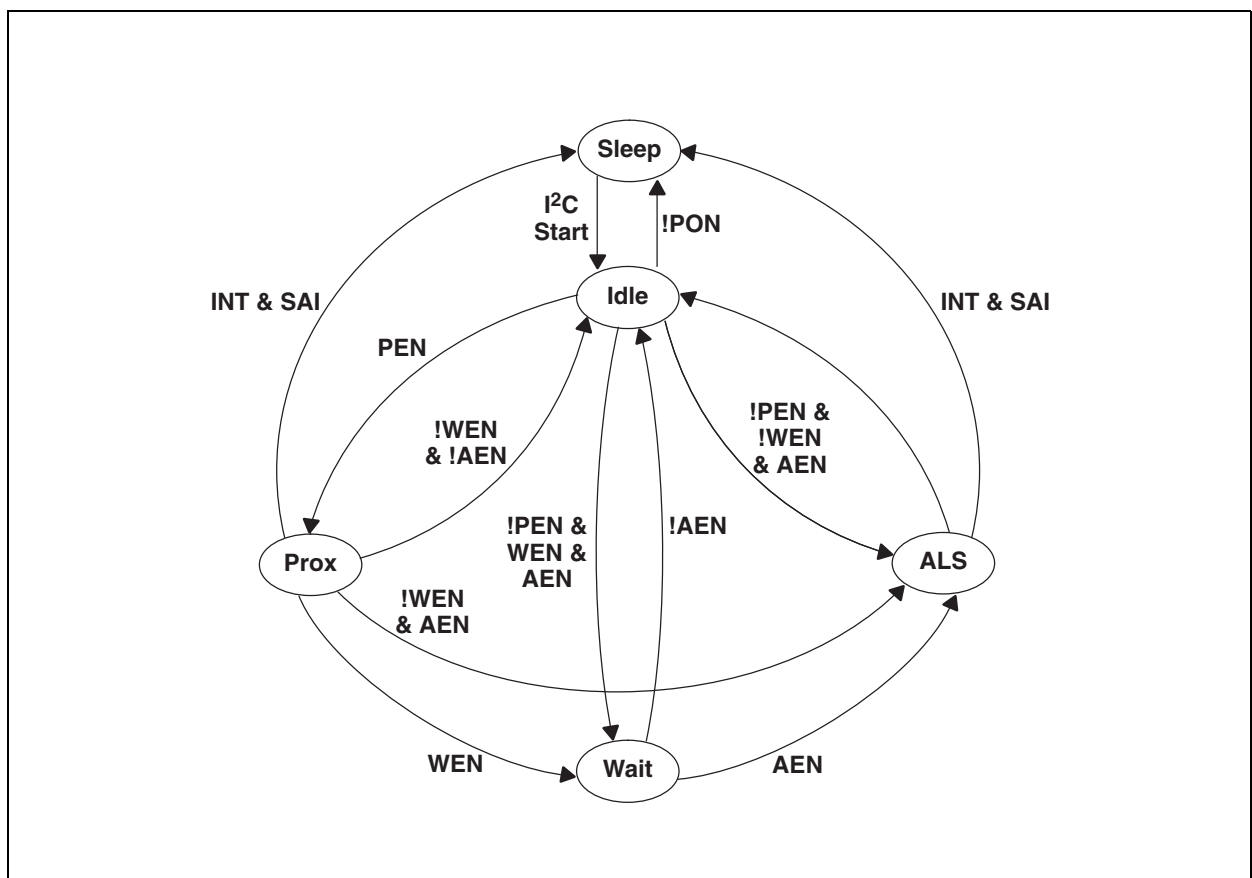 Sleep
I²C
Start
!PON
Idle
INT & SAI
INT & SAI
PEN
!WEN
& !AEN
!PEN &
!WEN
& AEN
!PEN &
WEN &
AEN
!AEN
Prox
ALS
!WEN
& AEN
WEN
Wait
AEN